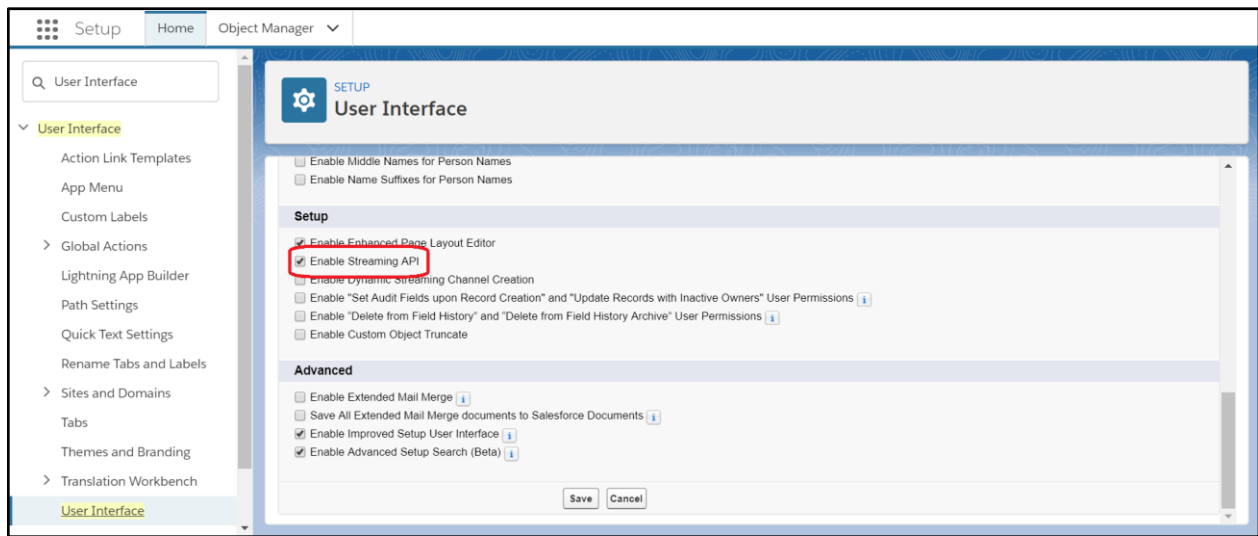 Setup Home Object Manager
User Interface
User Interface
Action Link Templates
App Menu
Custom Labels
Global Actions
Lightning App Builder
Path Settings
Quick Text Settings
Rename Tabs and Labels
Sites and Domains
Tabs
Themes and Branding
Translation Workbench
User Interface
SETUP
User Interface
Enable Middle Names for Person Names
Enable Name Suffixes for Person Names
Setup
Enable Enhanced Page Layout Editor
Enable Streaming API
Enable Dynamic Streaming Channel Creation
Enable "Set Audit Fields upon Record Creation" and "Update Records with Inactive Owners" User Permissions i
Enable "Delete from Field History" and "Delete from Field History Archive" User Permissions i
Enable Custom Object Truncate
Advanced
Enable Extended Mail Merge i
Save All Extended Mail Merge documents to Salesforce Documents i
Enable Improved Setup User Interface i
Enable Advanced Setup Search (Beta) i
Save Cancel